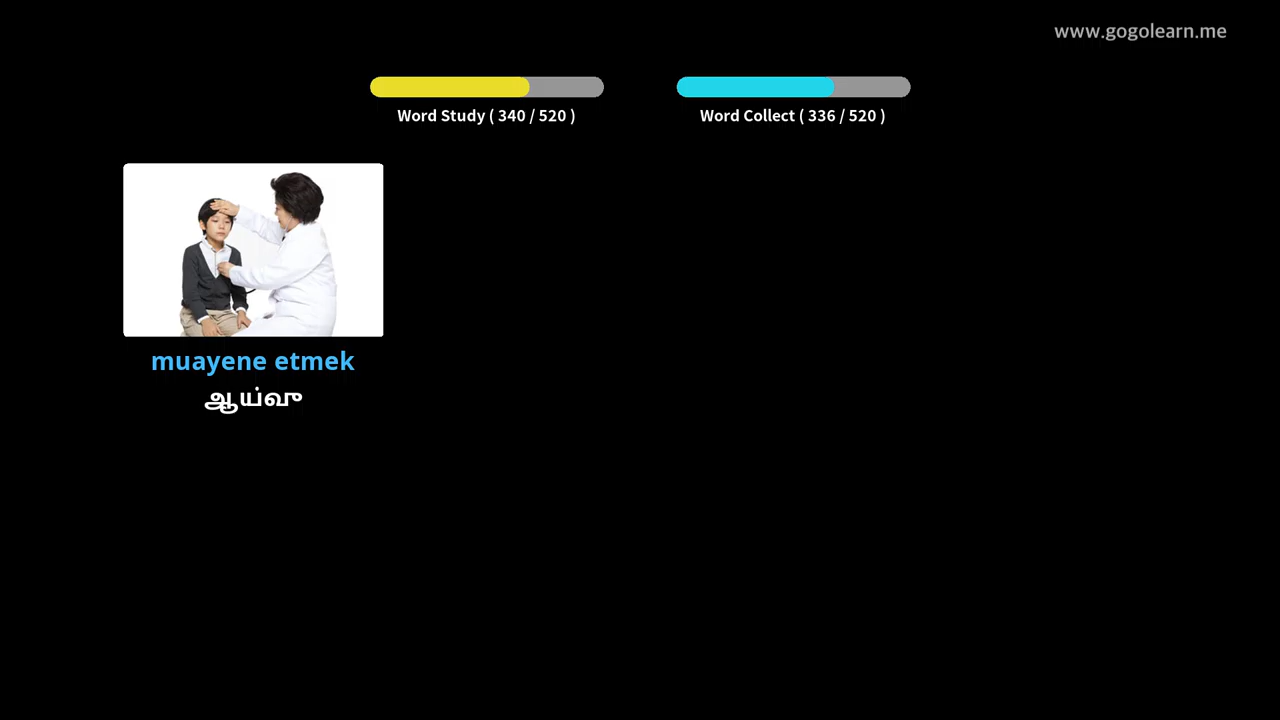 www.gogolearn.me
Word Study ( 340 / 520 )
Word Collect ( 336 / 520 )
muayene etmek
ஆய்வு